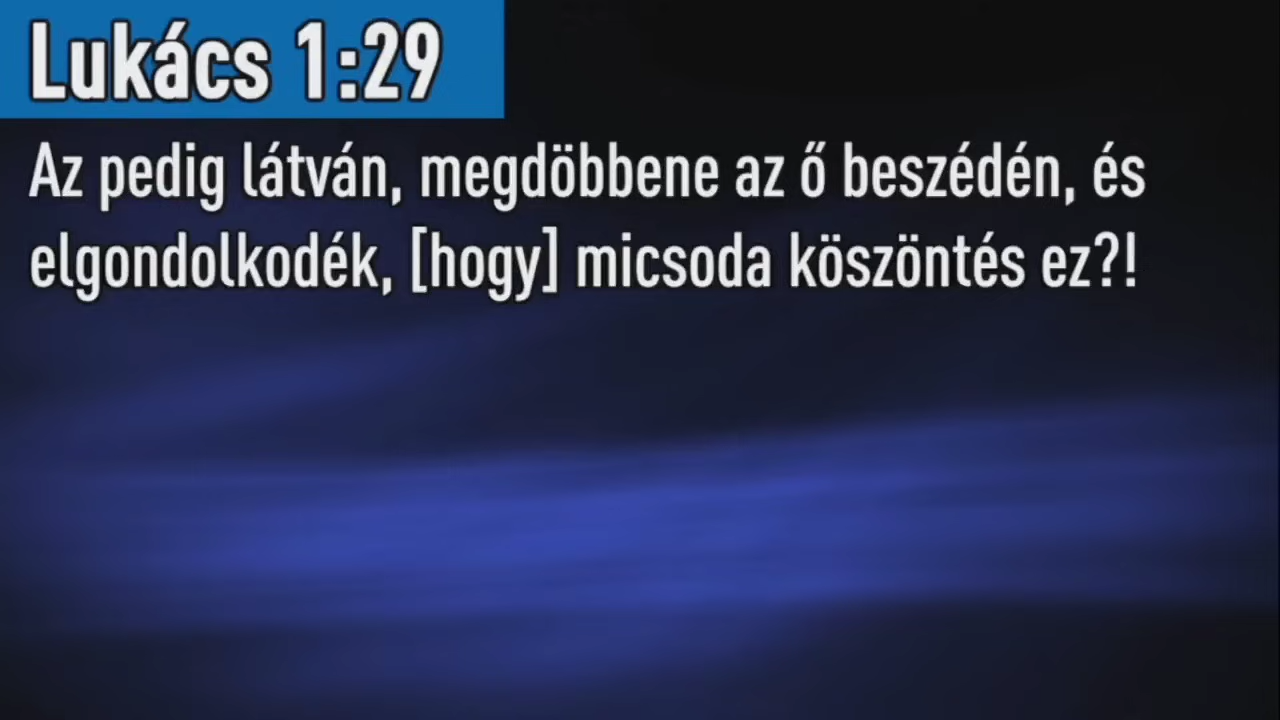 Lukács 1:29
Az pedig látván, megdöbbene az ő beszédén, és
elgondolkodék, [hogy] micsoda köszöntés ez?!